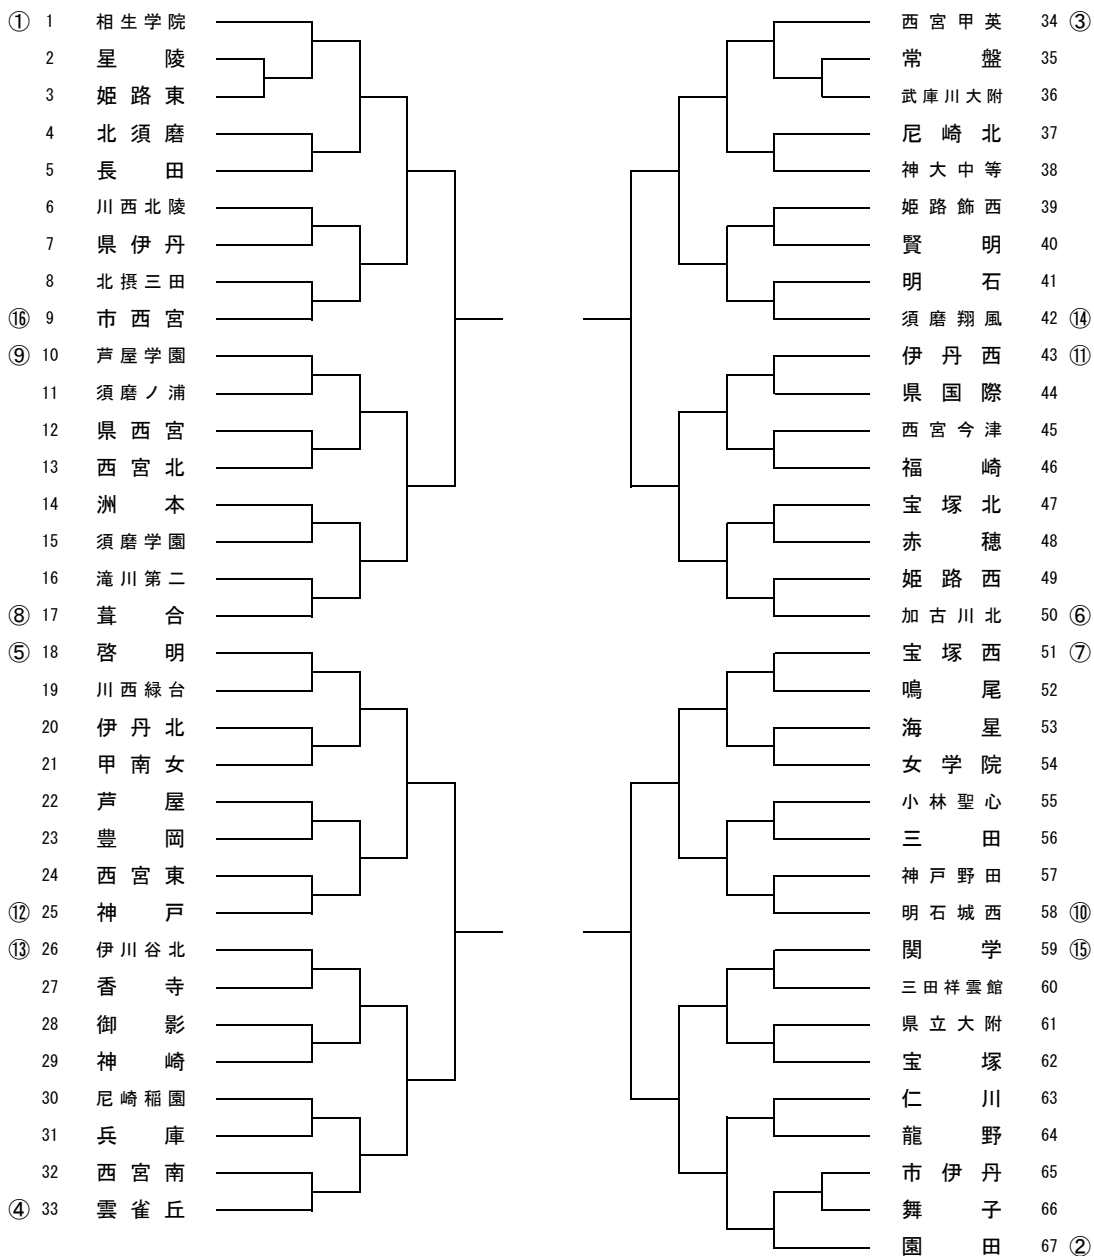 ① 1 相生学院
2 星陵
3 姫路東
4 北須磨
5 長田
6 川西北陵
7 県伊丹
8 北摂三田
⑯ 9 市西宮
⑨ 10 芦屋学園
11 須磨ノ浦
12 県西宮
13 西宮北
14 洲本
15 須磨学園
16 滝川第二
⑧ 17 葺合
⑤ 18 啓明
19 川西緑台
20 伊丹北
21 甲南女
22 芦屋
23 豊岡
24 西宮東
⑫ 25 神戸
⑬ 26 伊川谷北
27 香寺
28 御影
29 神崎
30 尼崎稲園
31 兵庫
32 西宮南
④ 33 雲雀丘
西宮甲英 34 ③
常盤 35
武庫川大附 36
尼崎北 37
神大中等 38
姫路飾西 39
賢明 40
明石 41
須磨翔風 42 ⑭
伊丹西 43 ⑪
県国際 44
西宮今津 45
福崎 46
宝塚北 47
赤穂 48
姫路西 49
加古川北 50 ⑥
宝塚西 51 ⑦
鳴尾 52
海星 53
女学院 54
小林聖心 55
三田 56
神戸野田 57
明石城西 58 ⑩
関学 59 ⑮
三田祥雲館 60
県立大附 61
宝塚 62
仁川 63
龍野 64
市伊丹 65
舞子 66
園田 67 ②